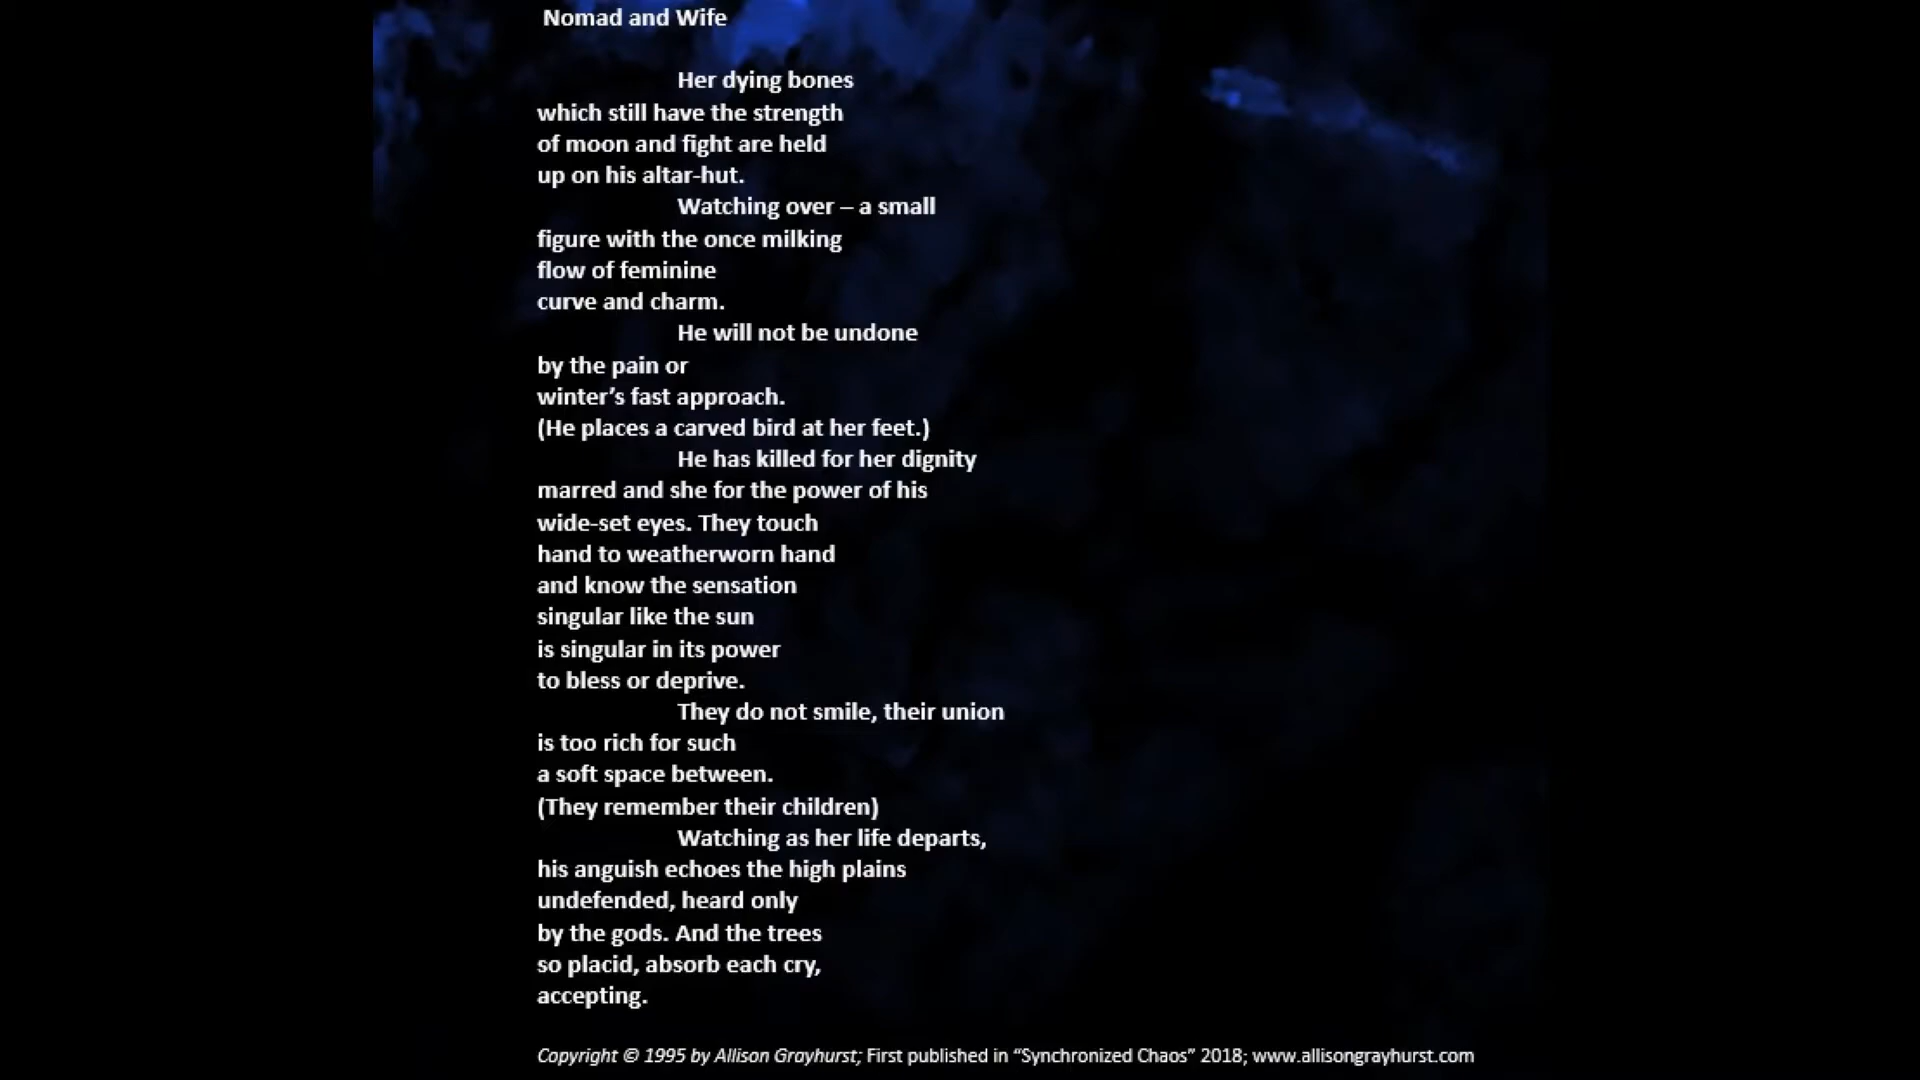 Nomad and Wife
Her dying bones
which still have the strength
of moon and fight are held
up on his altar-hut.
Watching over – a small
figure with the once milking
flow of feminine
curve and charm.
He will not be undone
by the pain or
winter’s fast approach.
(He places a carved bird at her feet.)
He has killed for her dignity
marred and she for the power of his
wide-set eyes. They touch
hand to weatherworn hand
and know the sensation
singular like the sun
is singular in its power
to bless or deprive.
They do not smile, their union
is too rich for such
a soft space between.
(They remember their children)
Watching as her life departs,
his anguish echoes the high plains
undefended, heard only
by the gods. And the trees
so placid, absorb each cry,
accepting.
Copyright © 1995 by Allison Grayhurst; First published in “Synchronized Chaos” 2018; www.allisongrayhurst.com